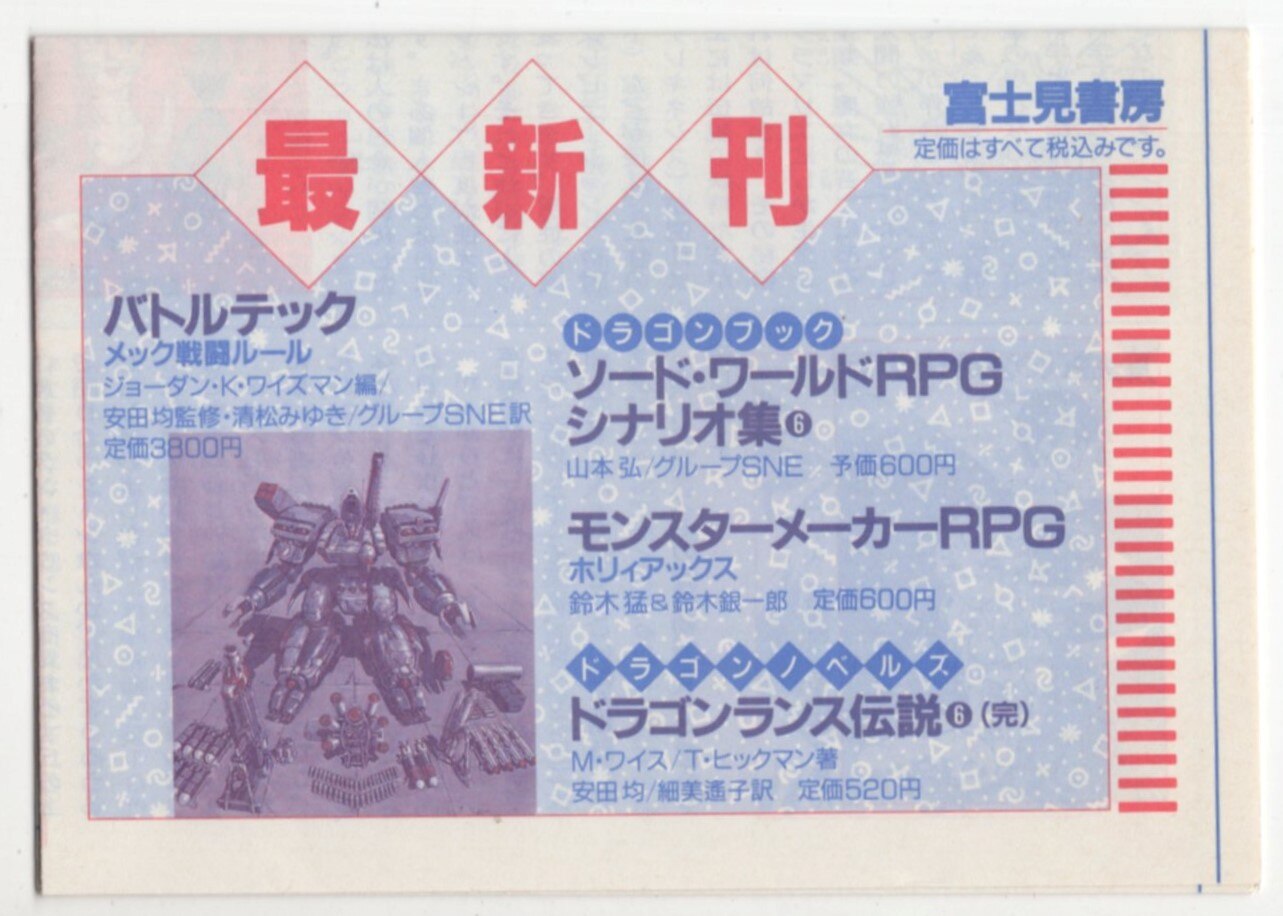 最新刊
富士見書房
定価はすべて税込みです。
バトルテック
メック戦闘ルール
ジョーダン・K・ワイズマン編/
安田均監修・清松みゆき/グループSNE訳
定価3800円
ドラゴンブック
ソード・ワールドRPG
シナリオ集❻
山本弘/グループSNE 予価600円
モンスターメーカーRPG
ホリィアックス
鈴木猛&鈴木銀一郎 定価600円
ドラゴンノベルズ
ドラゴンランス伝説❻(完)
M・ワイス/T・ヒックマン著
安田均/細美遙子訳 定価520円